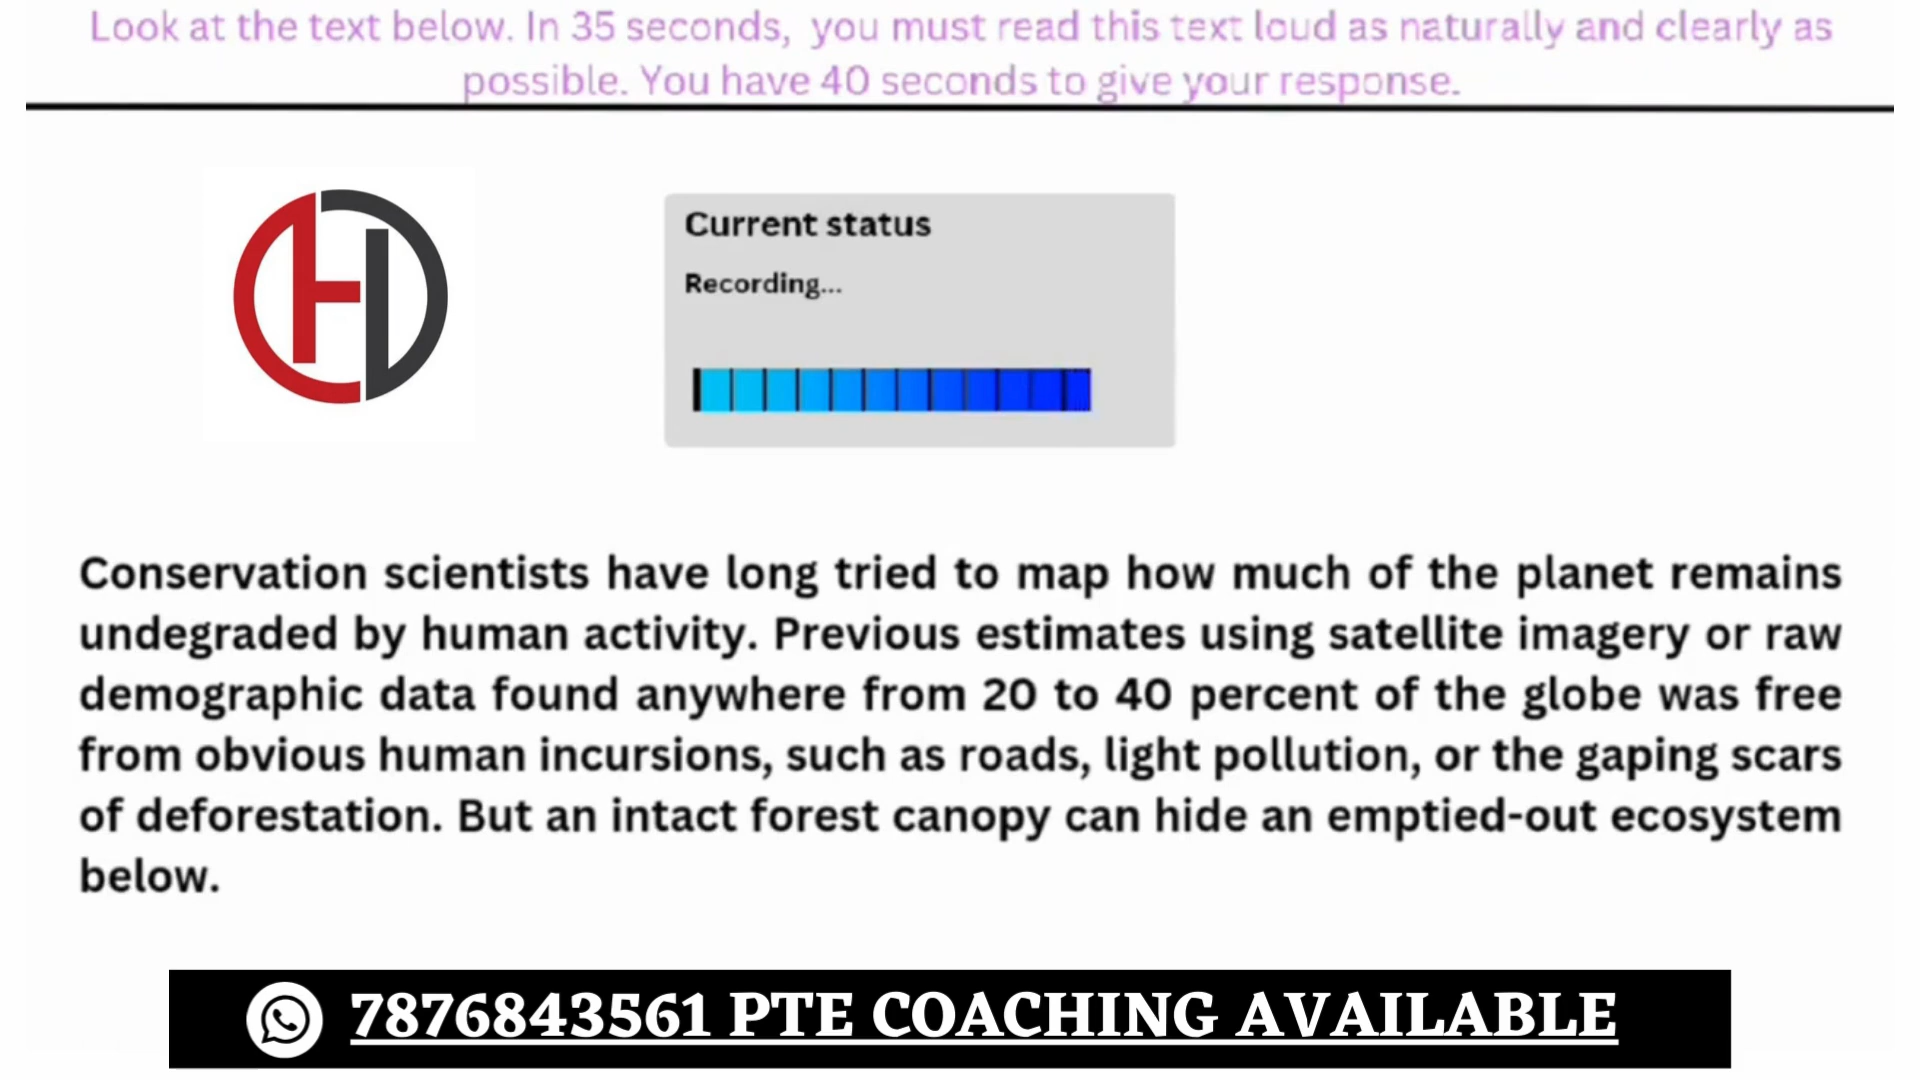 Look at the text below. In 35 seconds, you must read this text loud as naturally and clearly as
possible. You have 40 seconds to give your response.
Current status
Recording...
Conservation scientists have long tried to map how much of the planet remains
undegraded by human activity. Previous estimates using satellite imagery or raw
demographic data found anywhere from 20 to 40 percent of the globe was free
from obvious human incursions, such as roads, light pollution, or the gaping scars
of deforestation. But an intact forest canopy can hide an emptied-out ecosystem
below.
7876843561 PTE COACHING AVAILABLE